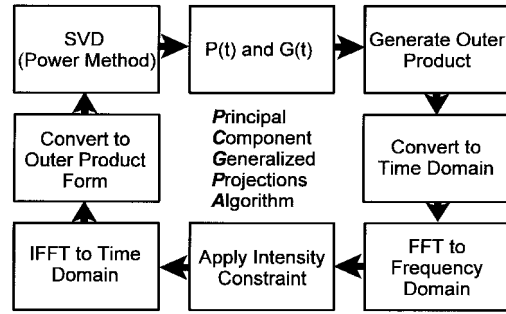 SVD
(Power Method)
P(t) and G(t)
Generate Outer
Product
Convert to
Outer Product
Form
Principal
Component
Generalized
Projections
Algorithm
Convert to
Time Domain
IFFT to Time
Domain
Apply Intensity
Constraint
FFT to
Frequency
Domain